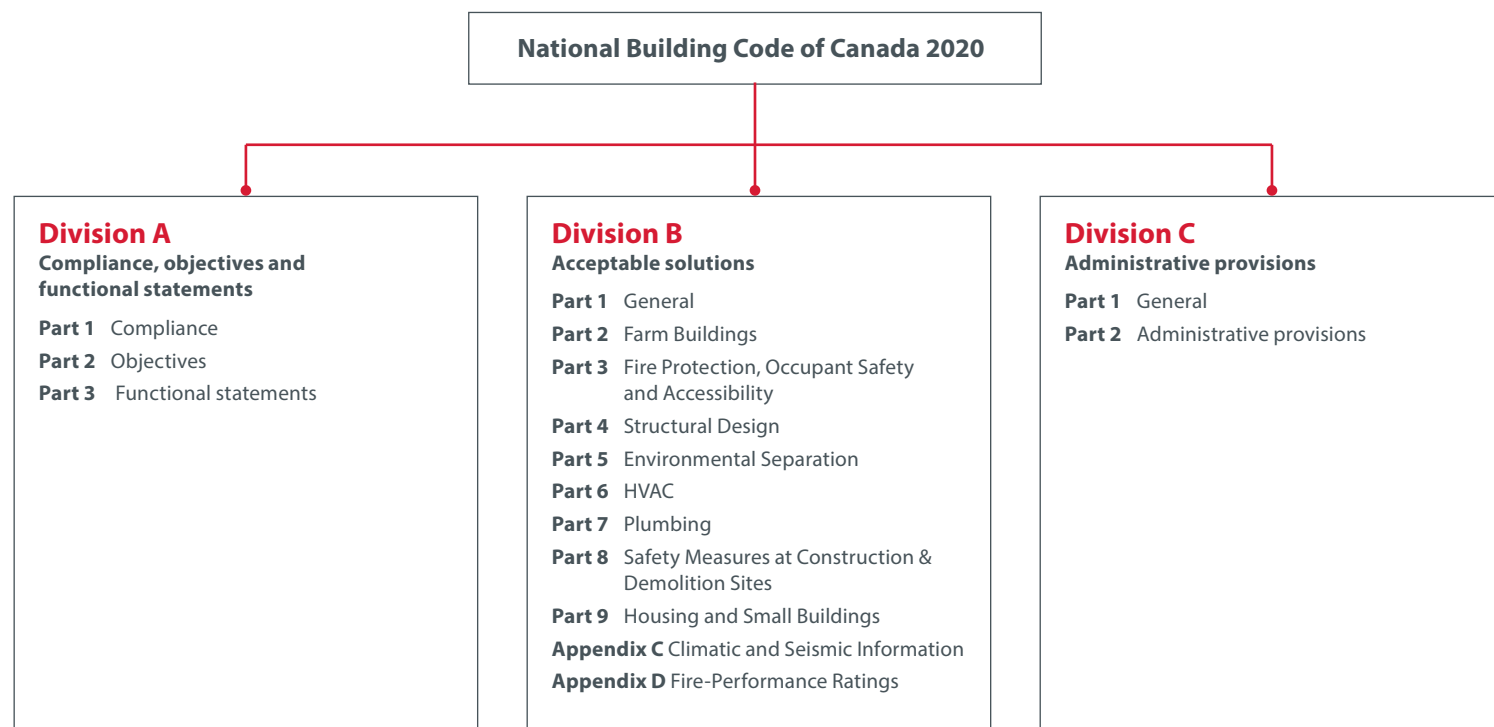 National Building Code of Canada 2020
Division A
Compliance, objectives and
functional statements
Part 1 Compliance
Part 2 Objectives
Part 3 Functional statements
Division B
Acceptable solutions
Part 1 General
Part 2 Farm Buildings
Part 3 Fire Protection, Occupant Safety
and Accessibility
Part 4 Structural Design
Part 5 Environmental Separation
Part 6 HVAC
Part 7 Plumbing
Part 8 Safety Measures at Construction &
Demolition Sites
Part 9 Housing and Small Buildings
Appendix C Climatic and Seismic Information
Appendix D Fire-Performance Ratings
Division C
Administrative provisions
Part 1 General
Part 2 Administrative provisions